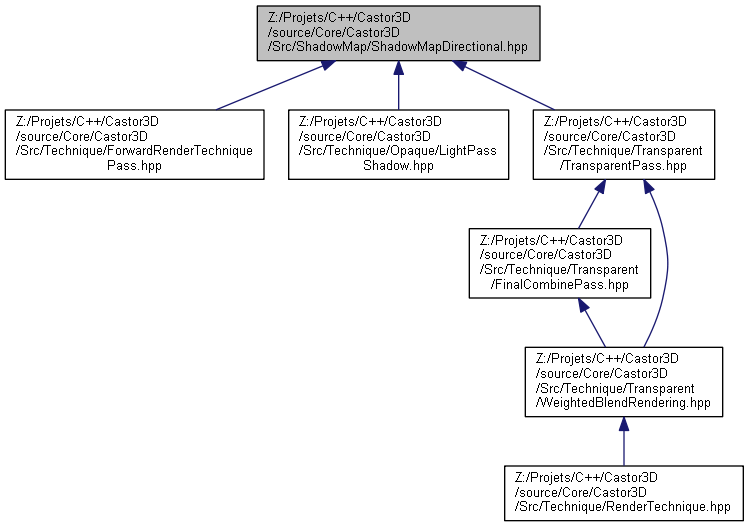 Z:/Projets/C++/Castor3D
/source/Core/Castor3D
/Src/ShadowMap/ShadowMapDirectional.hpp
Z:/Projets/C++/Castor3D
/source/Core/Castor3D
/Src/Technique/ForwardRenderTechnique
Pass.hpp
Z:/Projets/C++/Castor3D
/source/Core/Castor3D
/Src/Technique/Opaque/LightPass
Shadow.hpp
Z:/Projets/C++/Castor3D
/source/Core/Castor3D
/Src/Technique/Transparent
/TransparentPass.hpp
Z:/Projets/C++/Castor3D
/source/Core/Castor3D
/Src/Technique/Transparent
/FinalCombinePass.hpp
Z:/Projets/C++/Castor3D
/source/Core/Castor3D
/Src/Technique/Transparent
/WeightedBlendRendering.hpp
Z:/Projets/C++/Castor3D
/source/Core/Castor3D
/Src/Technique/RenderTechnique.hpp